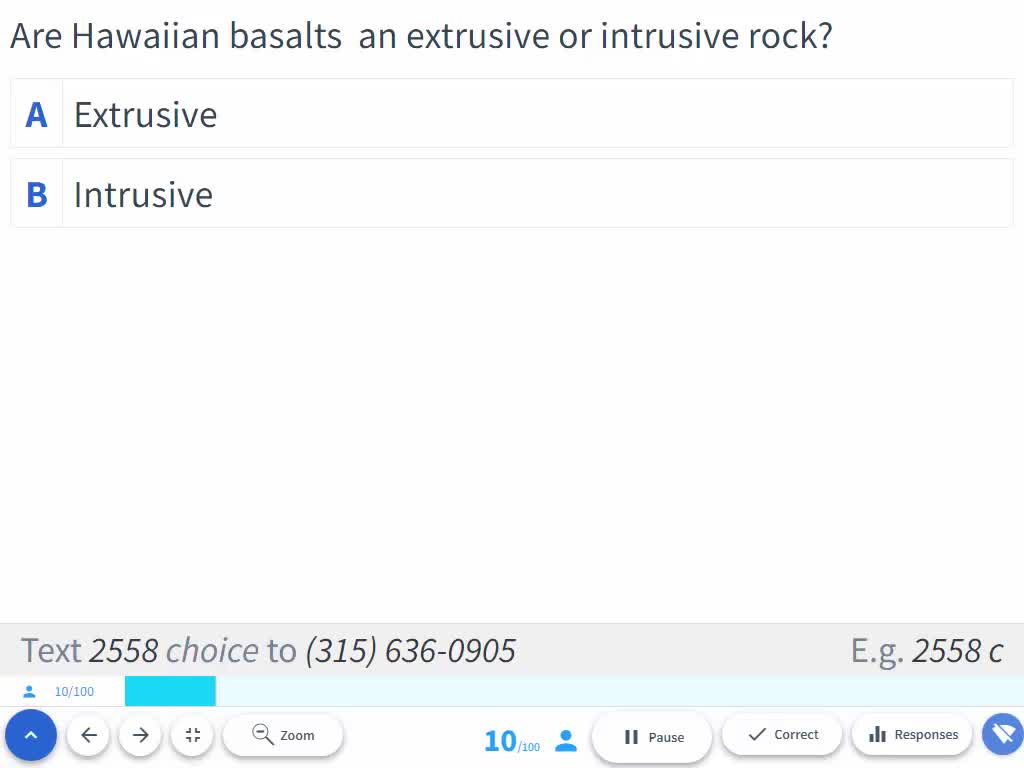 Are Hawaiian basalts  an extrusive or intrusive rock?
A Extrusive
B Intrusive
Text 2558 choice to (315) 636-0905 E.g. 2558 c
10/100
Zoom 10/100 Pause Correct Responses